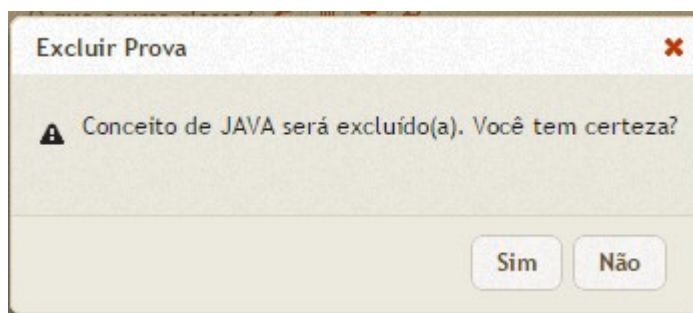 Excluir Prova
Conceito de JAVA será excluído(a). Você tem certeza?
Sim Não